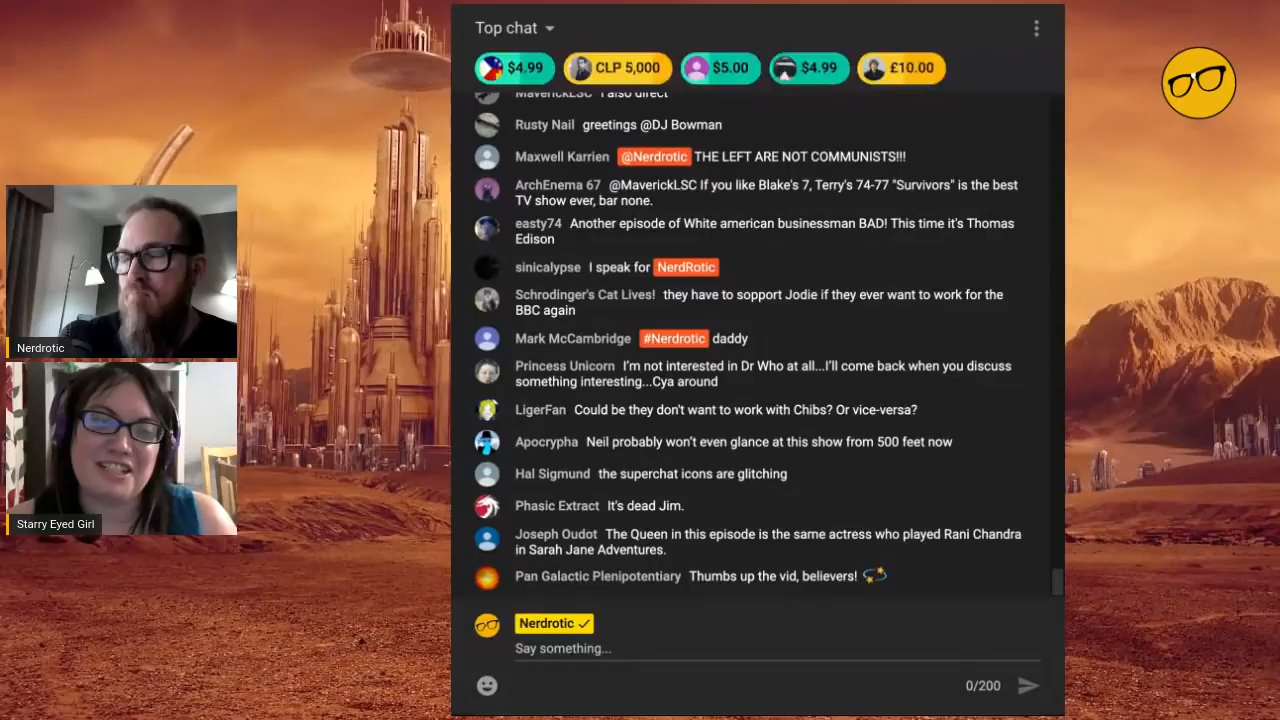 Top chat
$4.99 CLP 5,000 $5.00 $4.99 £10.00
MaverickLSC I also direct
Rusty Nail greetings @DJ Bowman
Maxwell Karrien @Nerdrotic THE LEFT ARE NOT COMMUNISTS!!!
ArchEnema 67 @MaverickLSC If you like Blake's 7, Terry's 74-77 "Survivors" is the best
TV show ever, bar none.
easty74 Another episode of White american businessman BAD! This time it's Thomas
Edison
sinicalypse I speak for NerdRotic
Schrodinger's Cat Lives! they have to sopport Jodie if they ever want to work for the
BBC again
Mark McCambridge #Nerdrotic daddy
Princess Unicorn I'm not interested in Dr Who at all...I'll come back when you discuss
something interesting...Cya around
LigerFan Could be they don't want to work with Chibs? Or vice-versa?
Apocrypha Neil probably won't even glance at this show from 500 feet now
Hal Sigmund the superchat icons are glitching
Phasic Extract It's dead Jim.
Joseph Oudot The Queen in this episode is the same actress who played Rani Chandra
in Sarah Jane Adventures.
Pan Galactic Plenipotentiary Thumbs up the vid, believers!
Nerdrotic
Say something...
0/200
Nerdrotic
Starry Eyed Girl